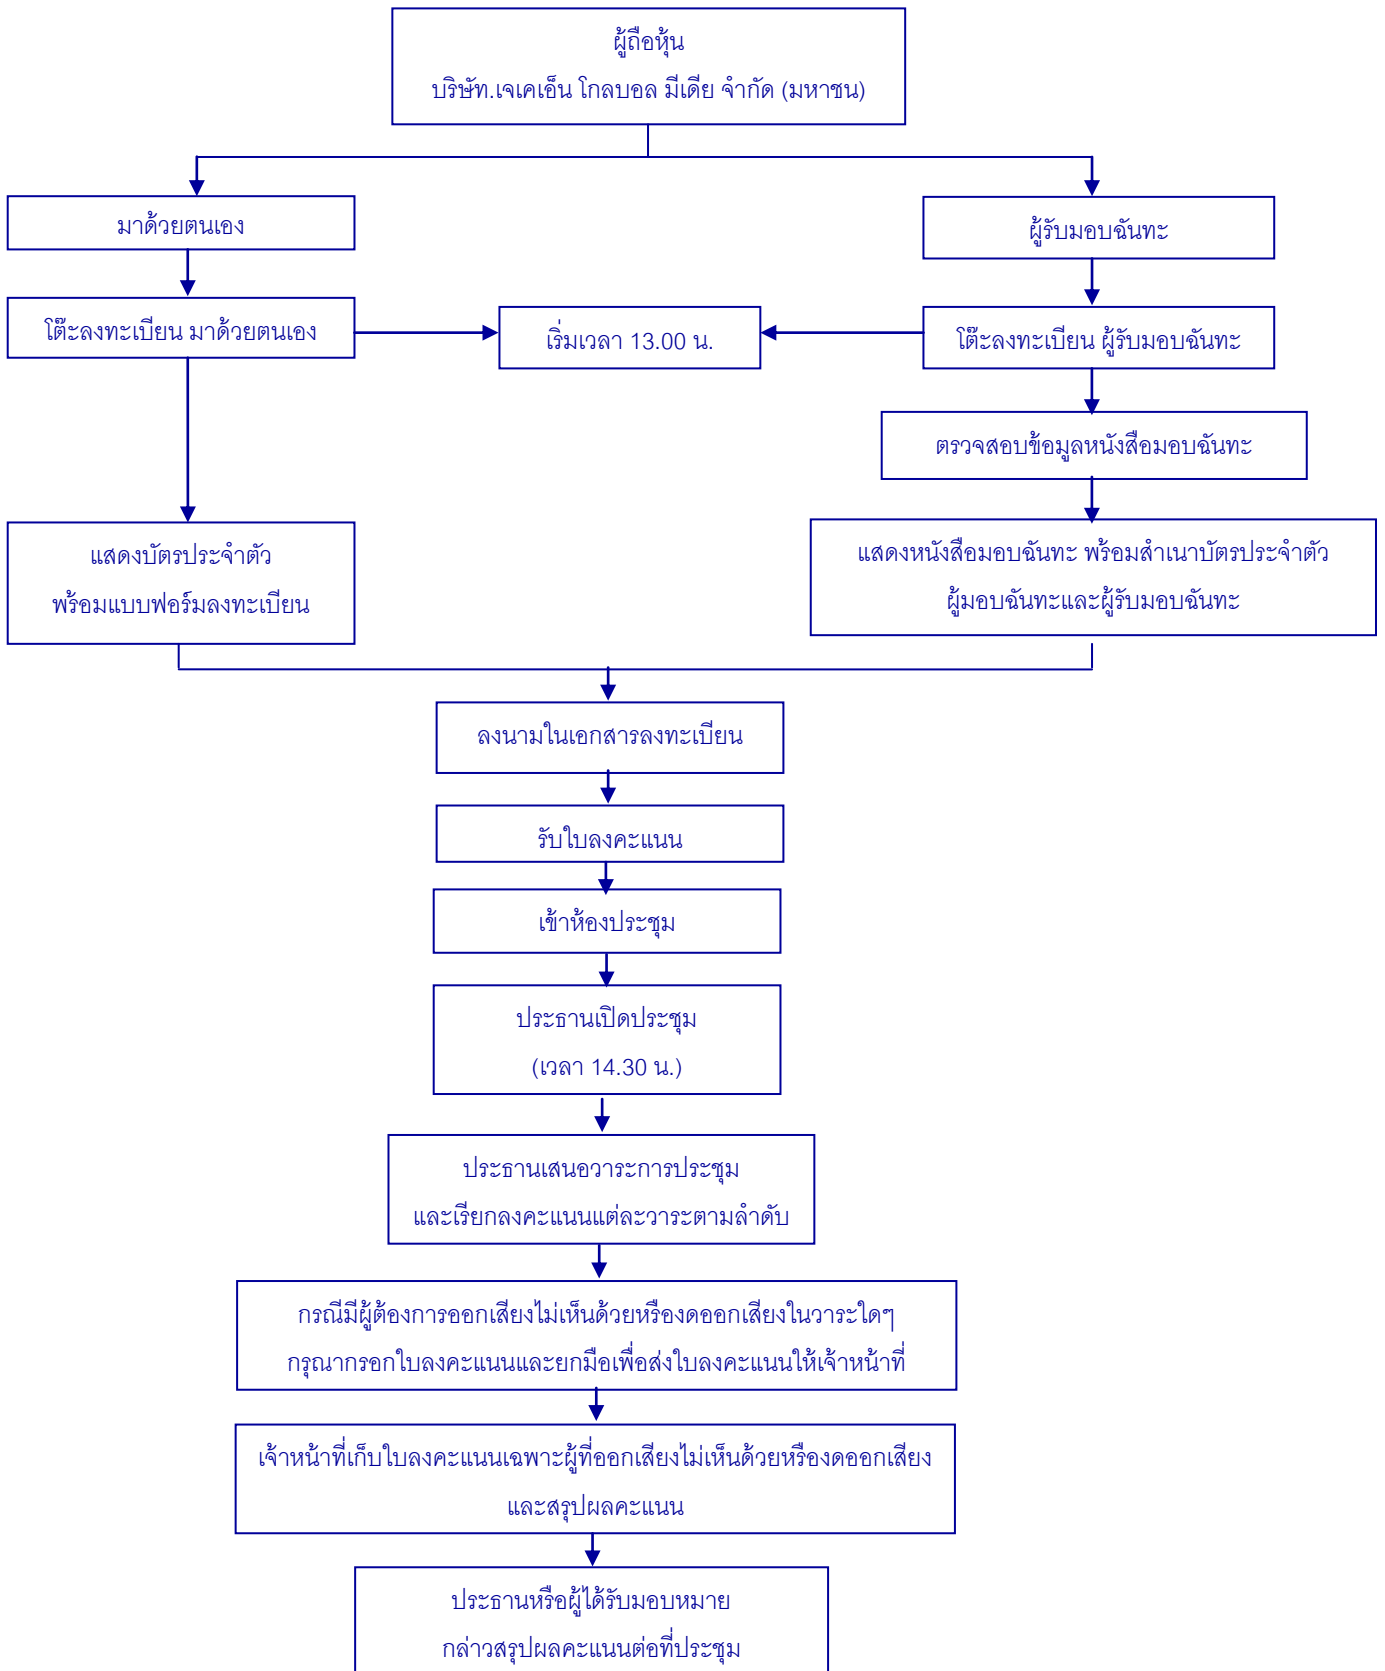 ผู้ถือหุ้น
บริษัท.เจเคเอ็น โกลบอล มีเดีย จำกัด (มหาชน)
มาด้วยตนเอง
ผู้รับมอบฉันทะ
โต๊ะลงทะเบียน มาด้วยตนเอง
เริ่มเวลา 13.00 น.
โต๊ะลงทะเบียน ผู้รับมอบฉันทะ
ตรวจสอบข้อมูลหนังสือมอบฉันทะ
แสดงบัตรประจำตัว
พร้อมแบบฟอร์มลงทะเบียน
แสดงหนังสือมอบฉันทะ พร้อมสำเนาบัตรประจำตัว
ผู้มอบฉันทะและผู้รับมอบฉันทะ
ลงนามในเอกสารลงทะเบียน
รับใบลงคะแนน
เข้าห้องประชุม
ประธานเปิดประชุม
(เวลา 14.30 น.)
ประธานเสนอวาระการประชุม
และเรียกลงคะแนนแต่ละวาระตามลำดับ
กรณีมีผู้ต้องการออกเสียงไม่เห็นด้วยหรืองดออกเสียงในวาระใดๆ
กรุณากรอกใบลงคะแนนและยกมือเพื่อส่งใบลงคะแนนให้เจ้าหน้าที่
เจ้าหน้าที่เก็บใบลงคะแนนเฉพาะผู้ที่ออกเสียงไม่เห็นด้วยหรืองดออกเสียง
และสรุปผลคะแนน
ประธานหรือผู้ได้รับมอบหมาย
กล่าวสรุปผลคะแนนต่อที่ประชุม